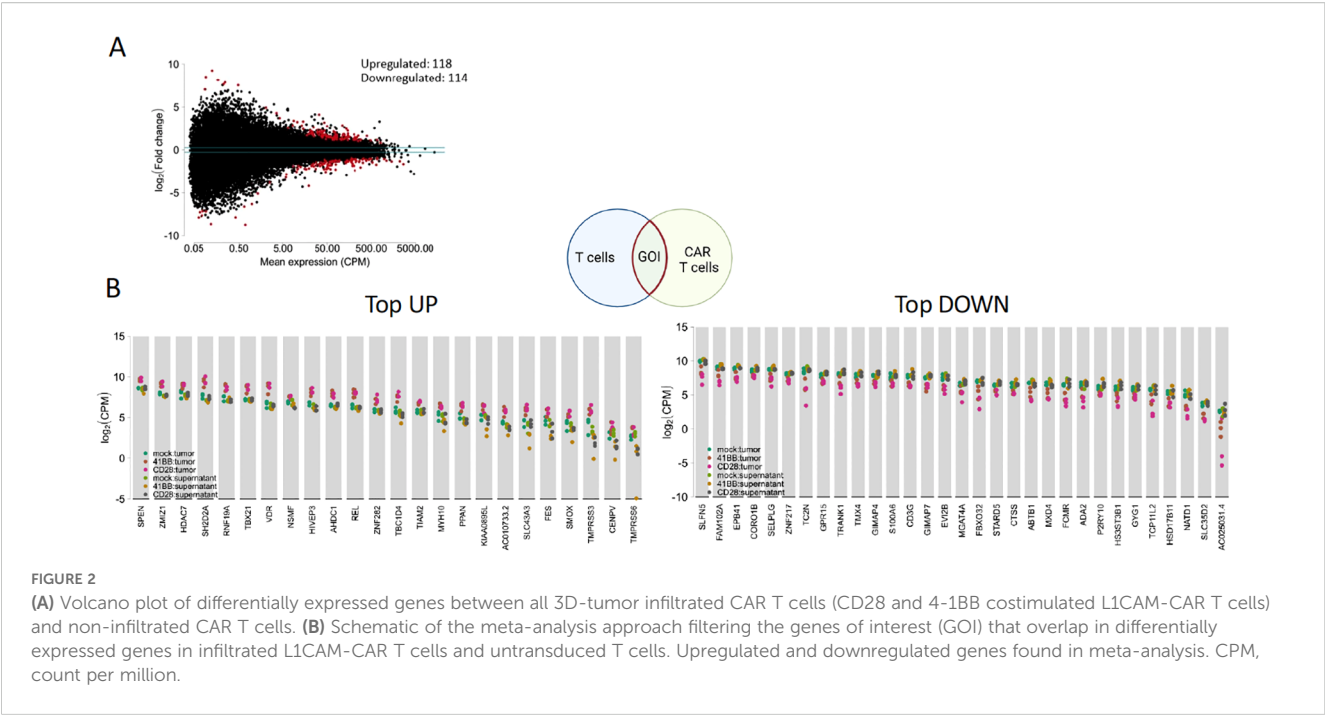 A
Upregulated: 118
Downregulated: 114
log₂(Fold change)
10
5
0
-5
-10
0.05 0.50 5.00 50.00 500.00 5000.00
Mean expression (CPM)
T cells
GOI
CAR
T cells
B
Top UP
log₂(CPM)
15
10
5
0
-5
mock:tumor
41BB:tumor
CD28:tumor
mock:supernatant
41BB:supernatant
CD28:supernatant
SPEN ZMIZ1 HDAC7 SH2D2A RNF19A TBX21 VDR NSMF HIVEP3 AHDC1 REL ZNF282 TBC1D4 TIAM2 MYH10 PPAN KIAA0895L AC010733.2 SLC43A3 FES SMOX TMPRSS3 CENPV TMPRSS6
Top DOWN
log₂(CPM)
15
10
5
0
-5
-10
mock:tumor
41BB:tumor
CD28:tumor
mock:supernatant
41BB:supernatant
CD28:supernatant
SLFN5 FAM102A EPB41 CORO1B SELPLG ZNF217 TC2N GPR15 TRANK1 TMX4 GIMAP4 S100A6 CD3G GIMAP7 EVI2B MGAT4A FBXO32 STARD5 CTSS ABTB1 MXD4 FCMR ADA2 P2RY10 HS3ST3B1 GYG1 TCP11L2 HSD17B11 NATD1 SLC35D2 AC025031.4
FIGURE 2
(A) Volcano plot of differentially expressed genes between all 3D-tumor infiltrated CAR T cells (CD28 and 4-1BB costimulated L1CAM-CAR T cells)
and non-infiltrated CAR T cells. (B) Schematic of the meta-analysis approach filtering the genes of interest (GOI) that overlap in differentially
expressed genes in infiltrated L1CAM-CAR T cells and untransduced T cells. Upregulated and downregulated genes found in meta-analysis. CPM,
count per million.